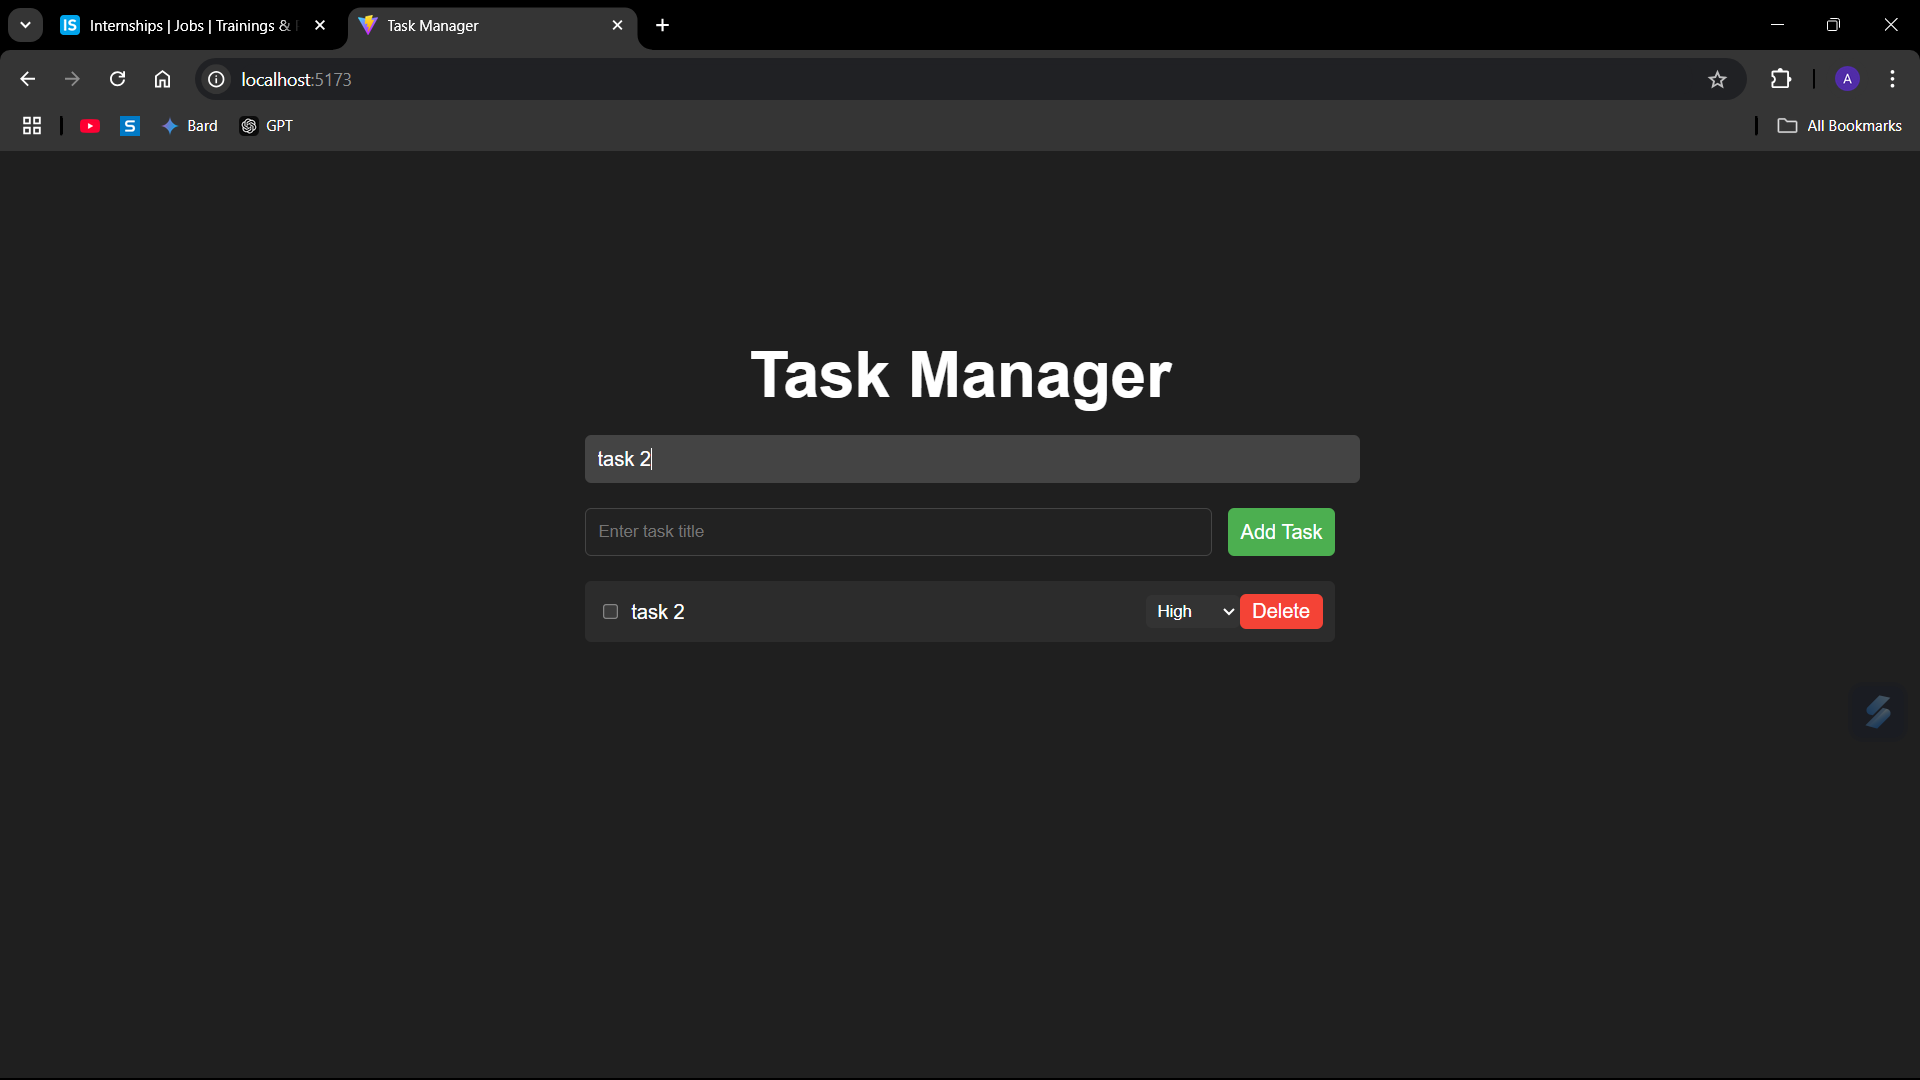 IS Internships | Jobs | Trainings &
Task Manager
localhost:5173
A
S
Bard
GPT
All Bookmarks
Task Manager
task 2
Enter task title
Add Task
task 2
High
Delete